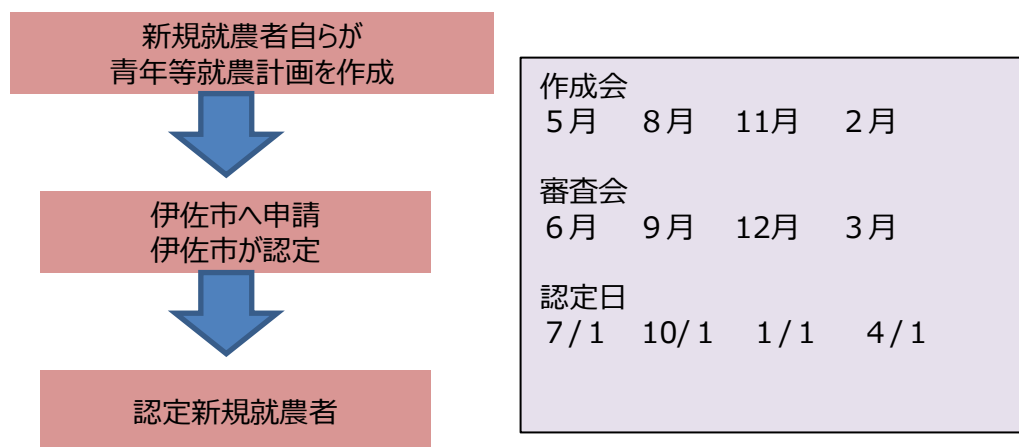 新規就農者自らが
青年等就農計画を作成
伊佐市へ申請
伊佐市が認定
認定新規就農者
作成会
5月 8月 11月 2月
審査会
6月 9月 12月 3月
認定日
7/1 10/1 1/1 4/1